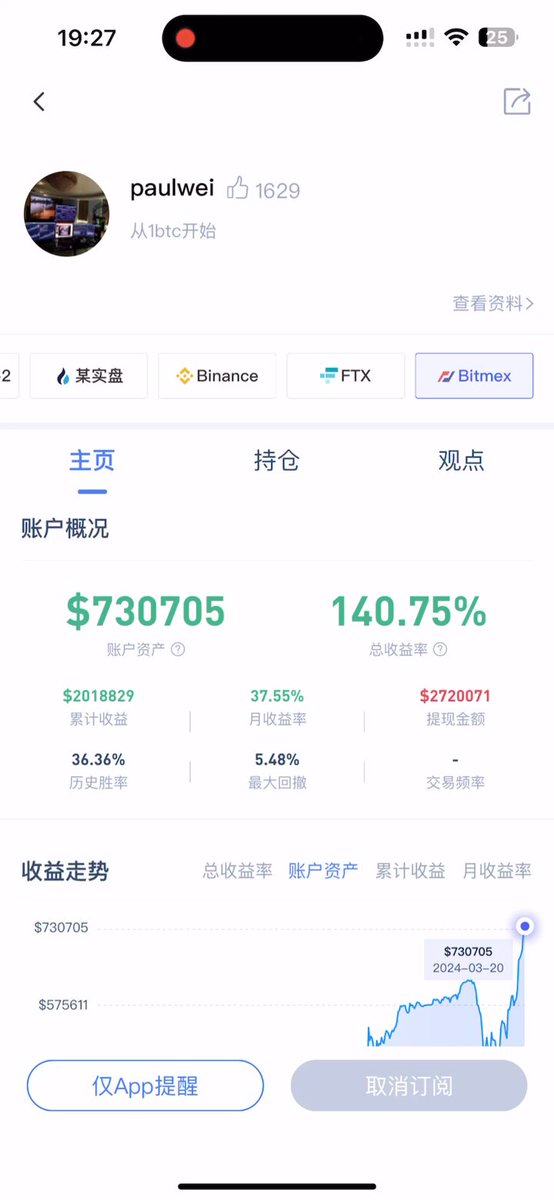 19:27
25
paulwei 1629
从1btc开始
查看资料>
-2 某实盘 Binance FTX Bitmex
主页 持仓 观点
账户概况
$730705 140.75%
账户资产 ? 总收益率 ?
$2018829 37.55% $2720071
累计收益 月收益率 提现金额
36.36% 5.48% -
历史胜率 最大回撤 交易频率
收益走势 总收益率 账户资产 累计收益 月收益率
$730705
$730705
2024-03-20
$575611
仅App提醒 取消订阅